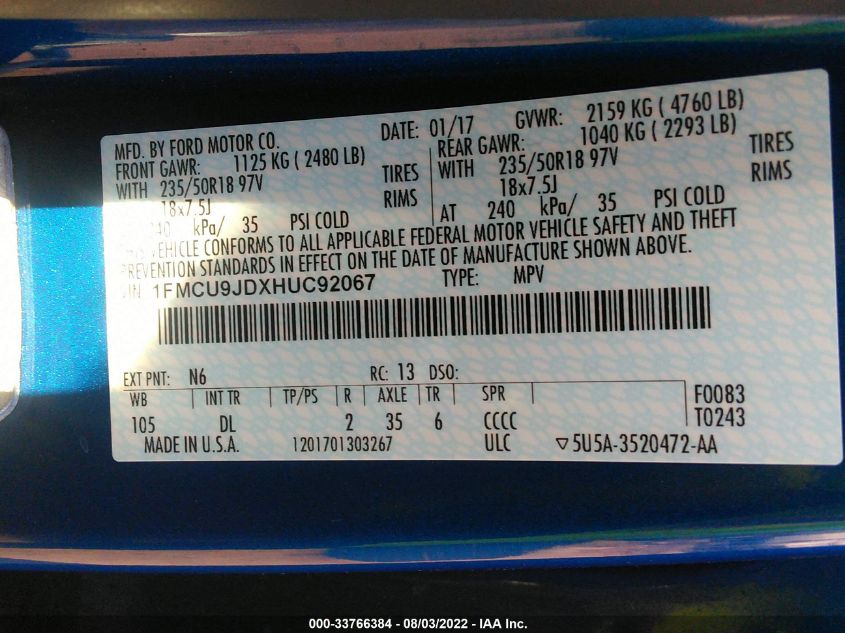 MFD. BY FORD MOTOR CO. DATE: 01/17 GVWR: 2159 KG ( 4760 LB)
FRONT GAWR: 1125 KG ( 2480 LB) REAR GAWR: 1040 KG ( 2293 LB)
WITH 235/50R18 97V TIRES WITH 235/50R18 97V TIRES
18x7.5J RIMS 18x7.5J RIMS
kPa/ 35 PSI COLD AT 240 kPa/ 35 PSI COLD
VEHICLE CONFORMS TO ALL APPLICABLE FEDERAL MOTOR VEHICLE SAFETY AND THEFT
PREVENTION STANDARDS IN EFFECT ON THE DATE OF MANUFACTURE SHOWN ABOVE.
1FMCU9JDXHUC92067 TYPE: MPV
EXT PNT: N6 RC: 13 DSO:
WB INT TR TP/PS R AXLE TR SPR F0083
105 DL 2 35 6 CCCC T0243
MADE IN U.S.A. 1201701303267 ULC ▽5U5A-3520472-AA
000-33766384 - 08/03/2022 - IAA Inc.